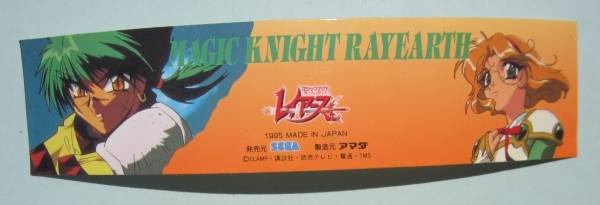 MAGIC KNIGHT RAYEARTH
レイアース
1995 MADE IN JAPAN
発売元 SEGA 製造元 アマダ
©CLAMP・講談社・読売テレビ・電通・TMS